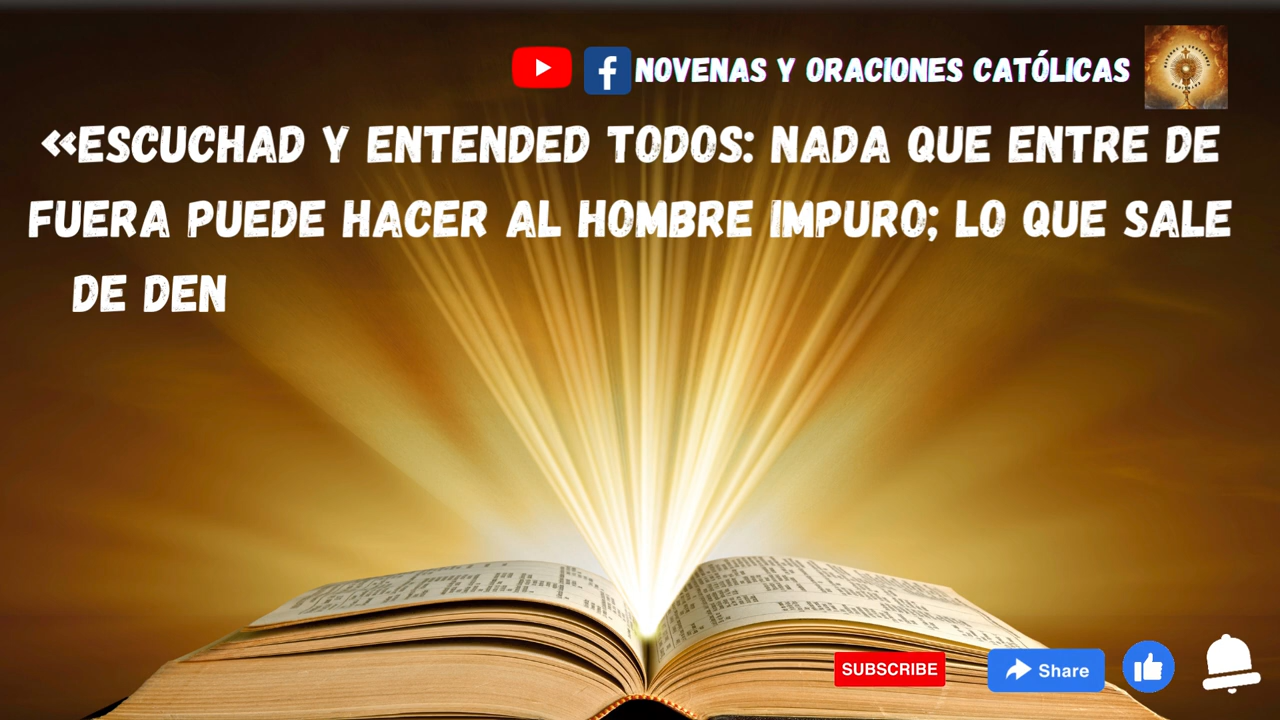 NOVENAS Y ORACIONES CATÓLICAS
«ESCUCHAD Y ENTENDED TODOS: NADA QUE ENTRE DE
FUERA PUEDE HACER AL HOMBRE IMPURO; LO QUE SALE
DE DEN
SUBSCRIBE
Share